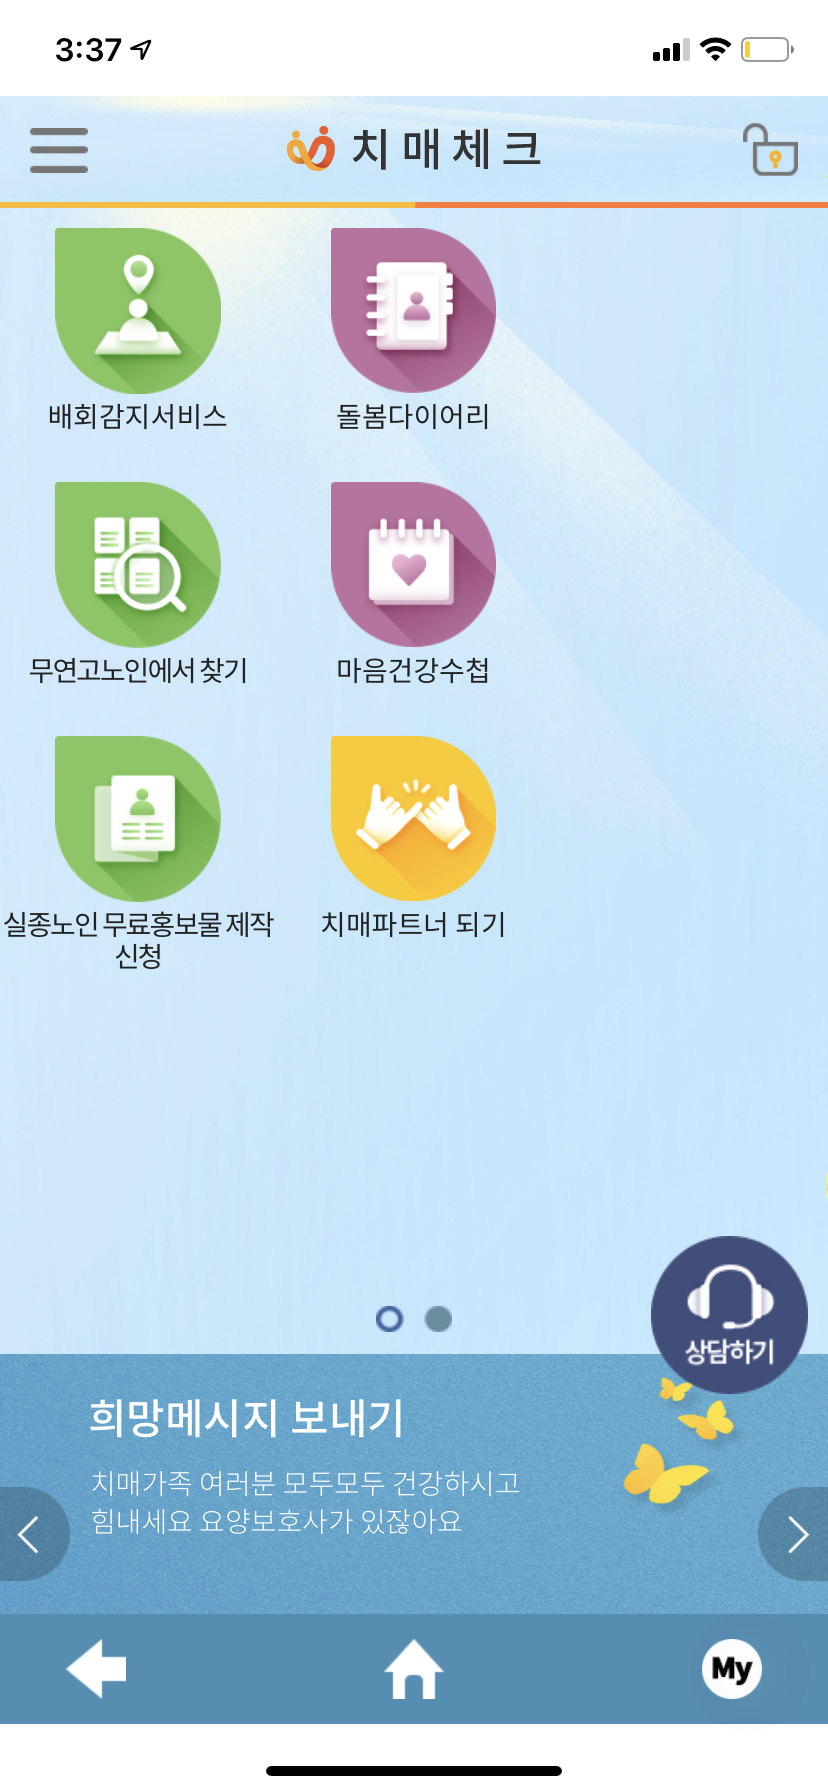 3:37
치매체크
배회감지서비스
돌봄다이어리
무연고노인에서 찾기
마음건강수첩
실종노인 무료홍보물 제작
신청
치매파트너 되기
상담하기
희망메시지 보내기
치매가족 여러분 모두모두 건강하시고
힘내세요 요양보호사가 있잖아요
My